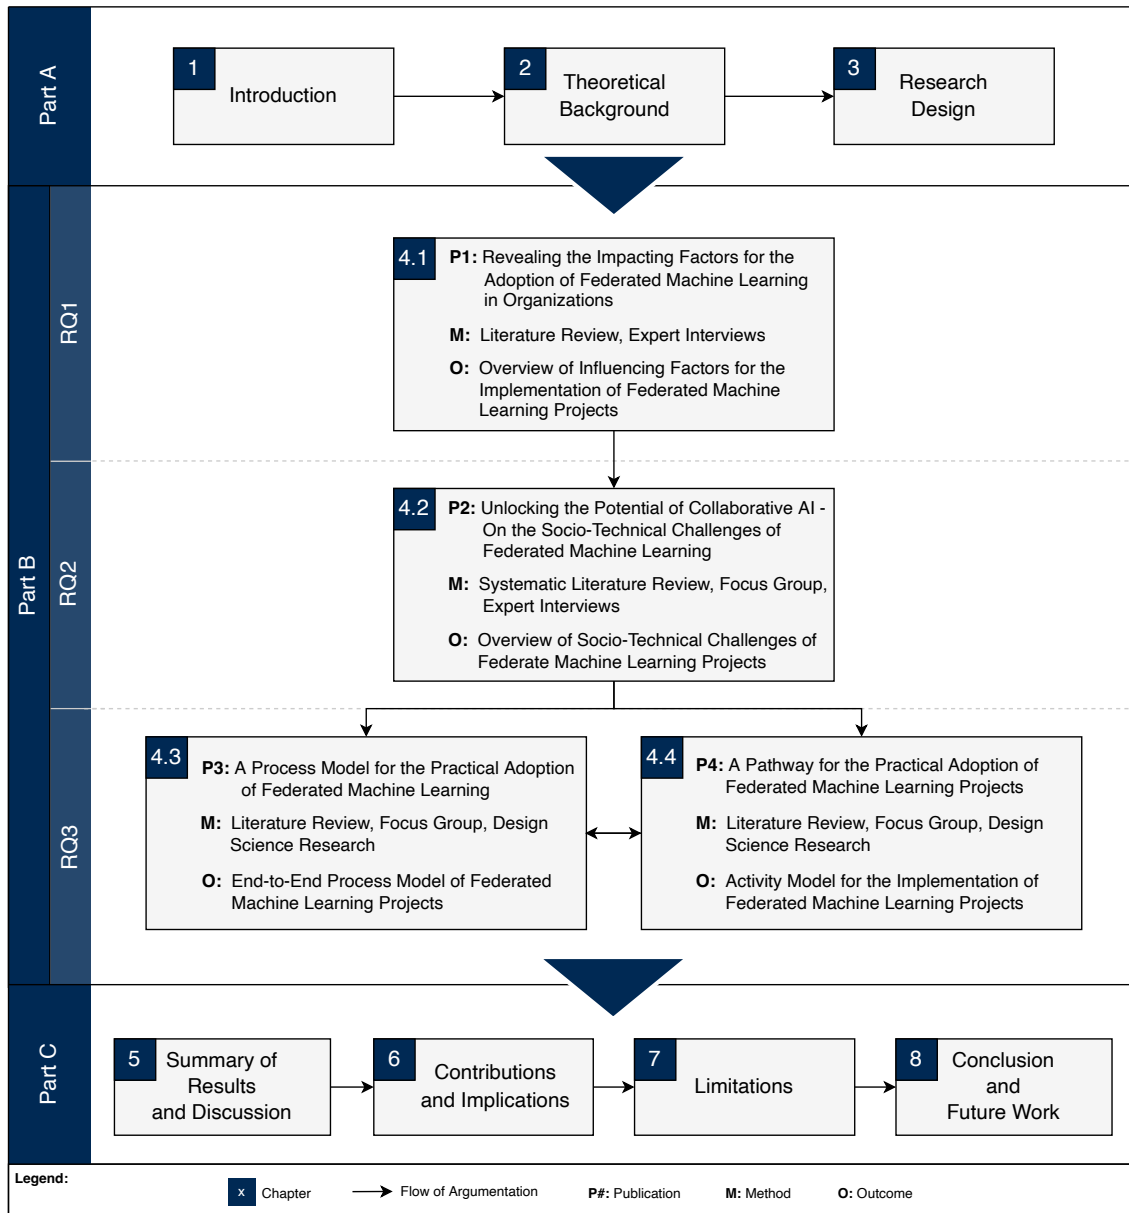 Part A
1
Introduction
2
Theoretical
Background
3
Research
Design
Part B
RQ1
4.1
P1: Revealing the Impacting Factors for the
Adoption of Federated Machine Learning
in Organizations
M: Literature Review, Expert Interviews
O: Overview of Influencing Factors for the
Implementation of Federated Machine
Learning Projects
RQ2
4.2
P2: Unlocking the Potential of Collaborative AI -
On the Socio-Technical Challenges of
Federated Machine Learning
M: Systematic Literature Review, Focus Group,
Expert Interviews
O: Overview of Socio-Technical Challenges of
Federate Machine Learning Projects
RQ3
4.3
P3: A Process Model for the Practical Adoption
of Federated Machine Learning
M: Literature Review, Focus Group, Design
Science Research
O: End-to-End Process Model of Federated
Machine Learning Projects
4.4
P4: A Pathway for the Practical Adoption of
Federated Machine Learning Projects
M: Literature Review, Focus Group, Design
Science Research
O: Activity Model for the Implementation of
Federated Machine Learning Projects
Part C
5
Summary of
Results
and Discussion
6
Contributions
and Implications
7
Limitations
8
Conclusion
and
Future Work
Legend:
x Chapter
Flow of Argumentation
P#: Publication
M: Method
O: Outcome